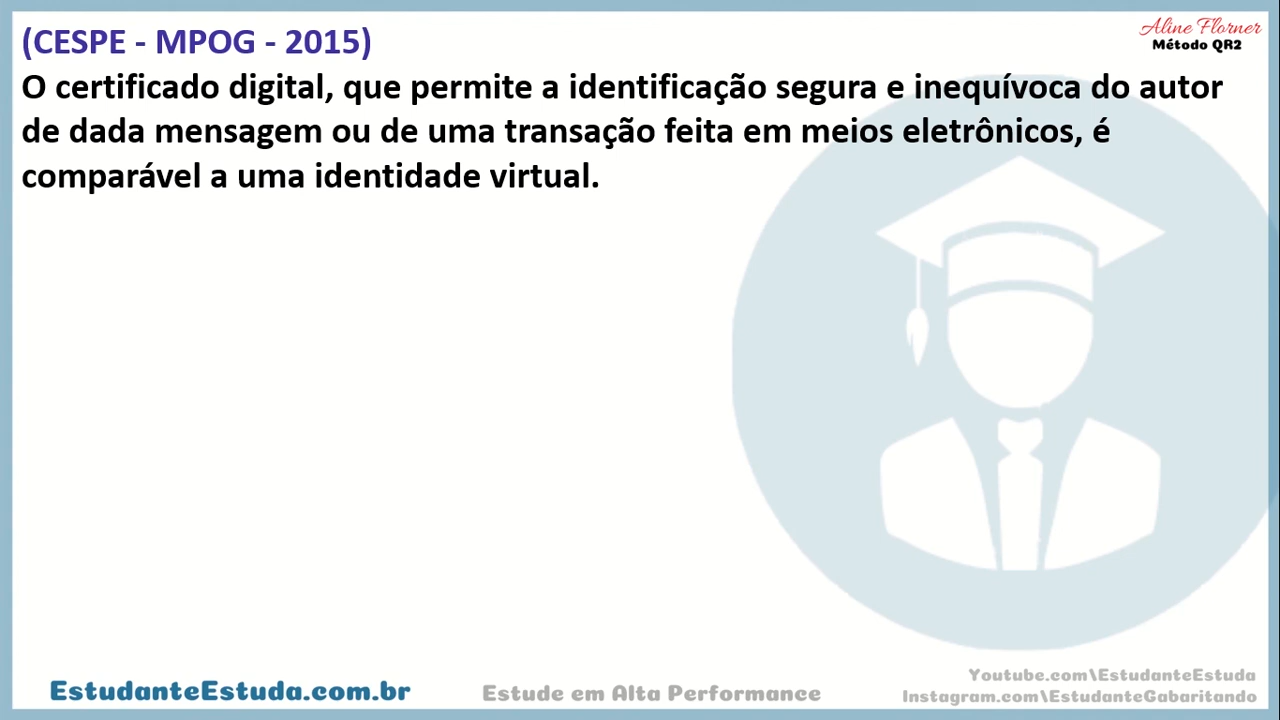 (CESPE - MPOG - 2015)
Aline Florner
Método QR2
O certificado digital, que permite a identificação segura e inequívoca do autor
de dada mensagem ou de uma transação feita em meios eletrônicos, é
comparável a uma identidade virtual.
EstudanteEstuda.com.br
Estude em Alta Performance
Youtube.com\EstudanteEstuda
Instagram.com\EstudanteGabaritando